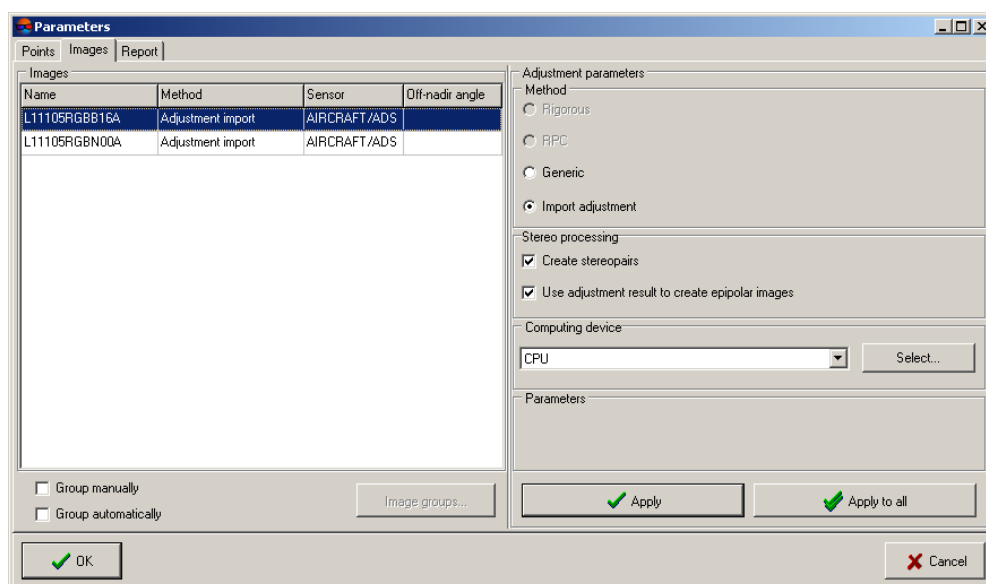 Parameters
Points Images Report
Images
Name Method Sensor Off-nadir angle
L11105RGBB16A Adjustment import AIRCRAFT/ADS
L11105RGBN00A Adjustment import AIRCRAFT/ADS
Group manually
Group automatically
Image groups...
Adjustment parameters
Method
Rigorous
RPC
Generic
Import adjustment
Stereo processing
Create stereopairs
Use adjustment result to create epipolar images
Computing device
CPU Select...
Parameters
Apply Apply to all
OK Cancel